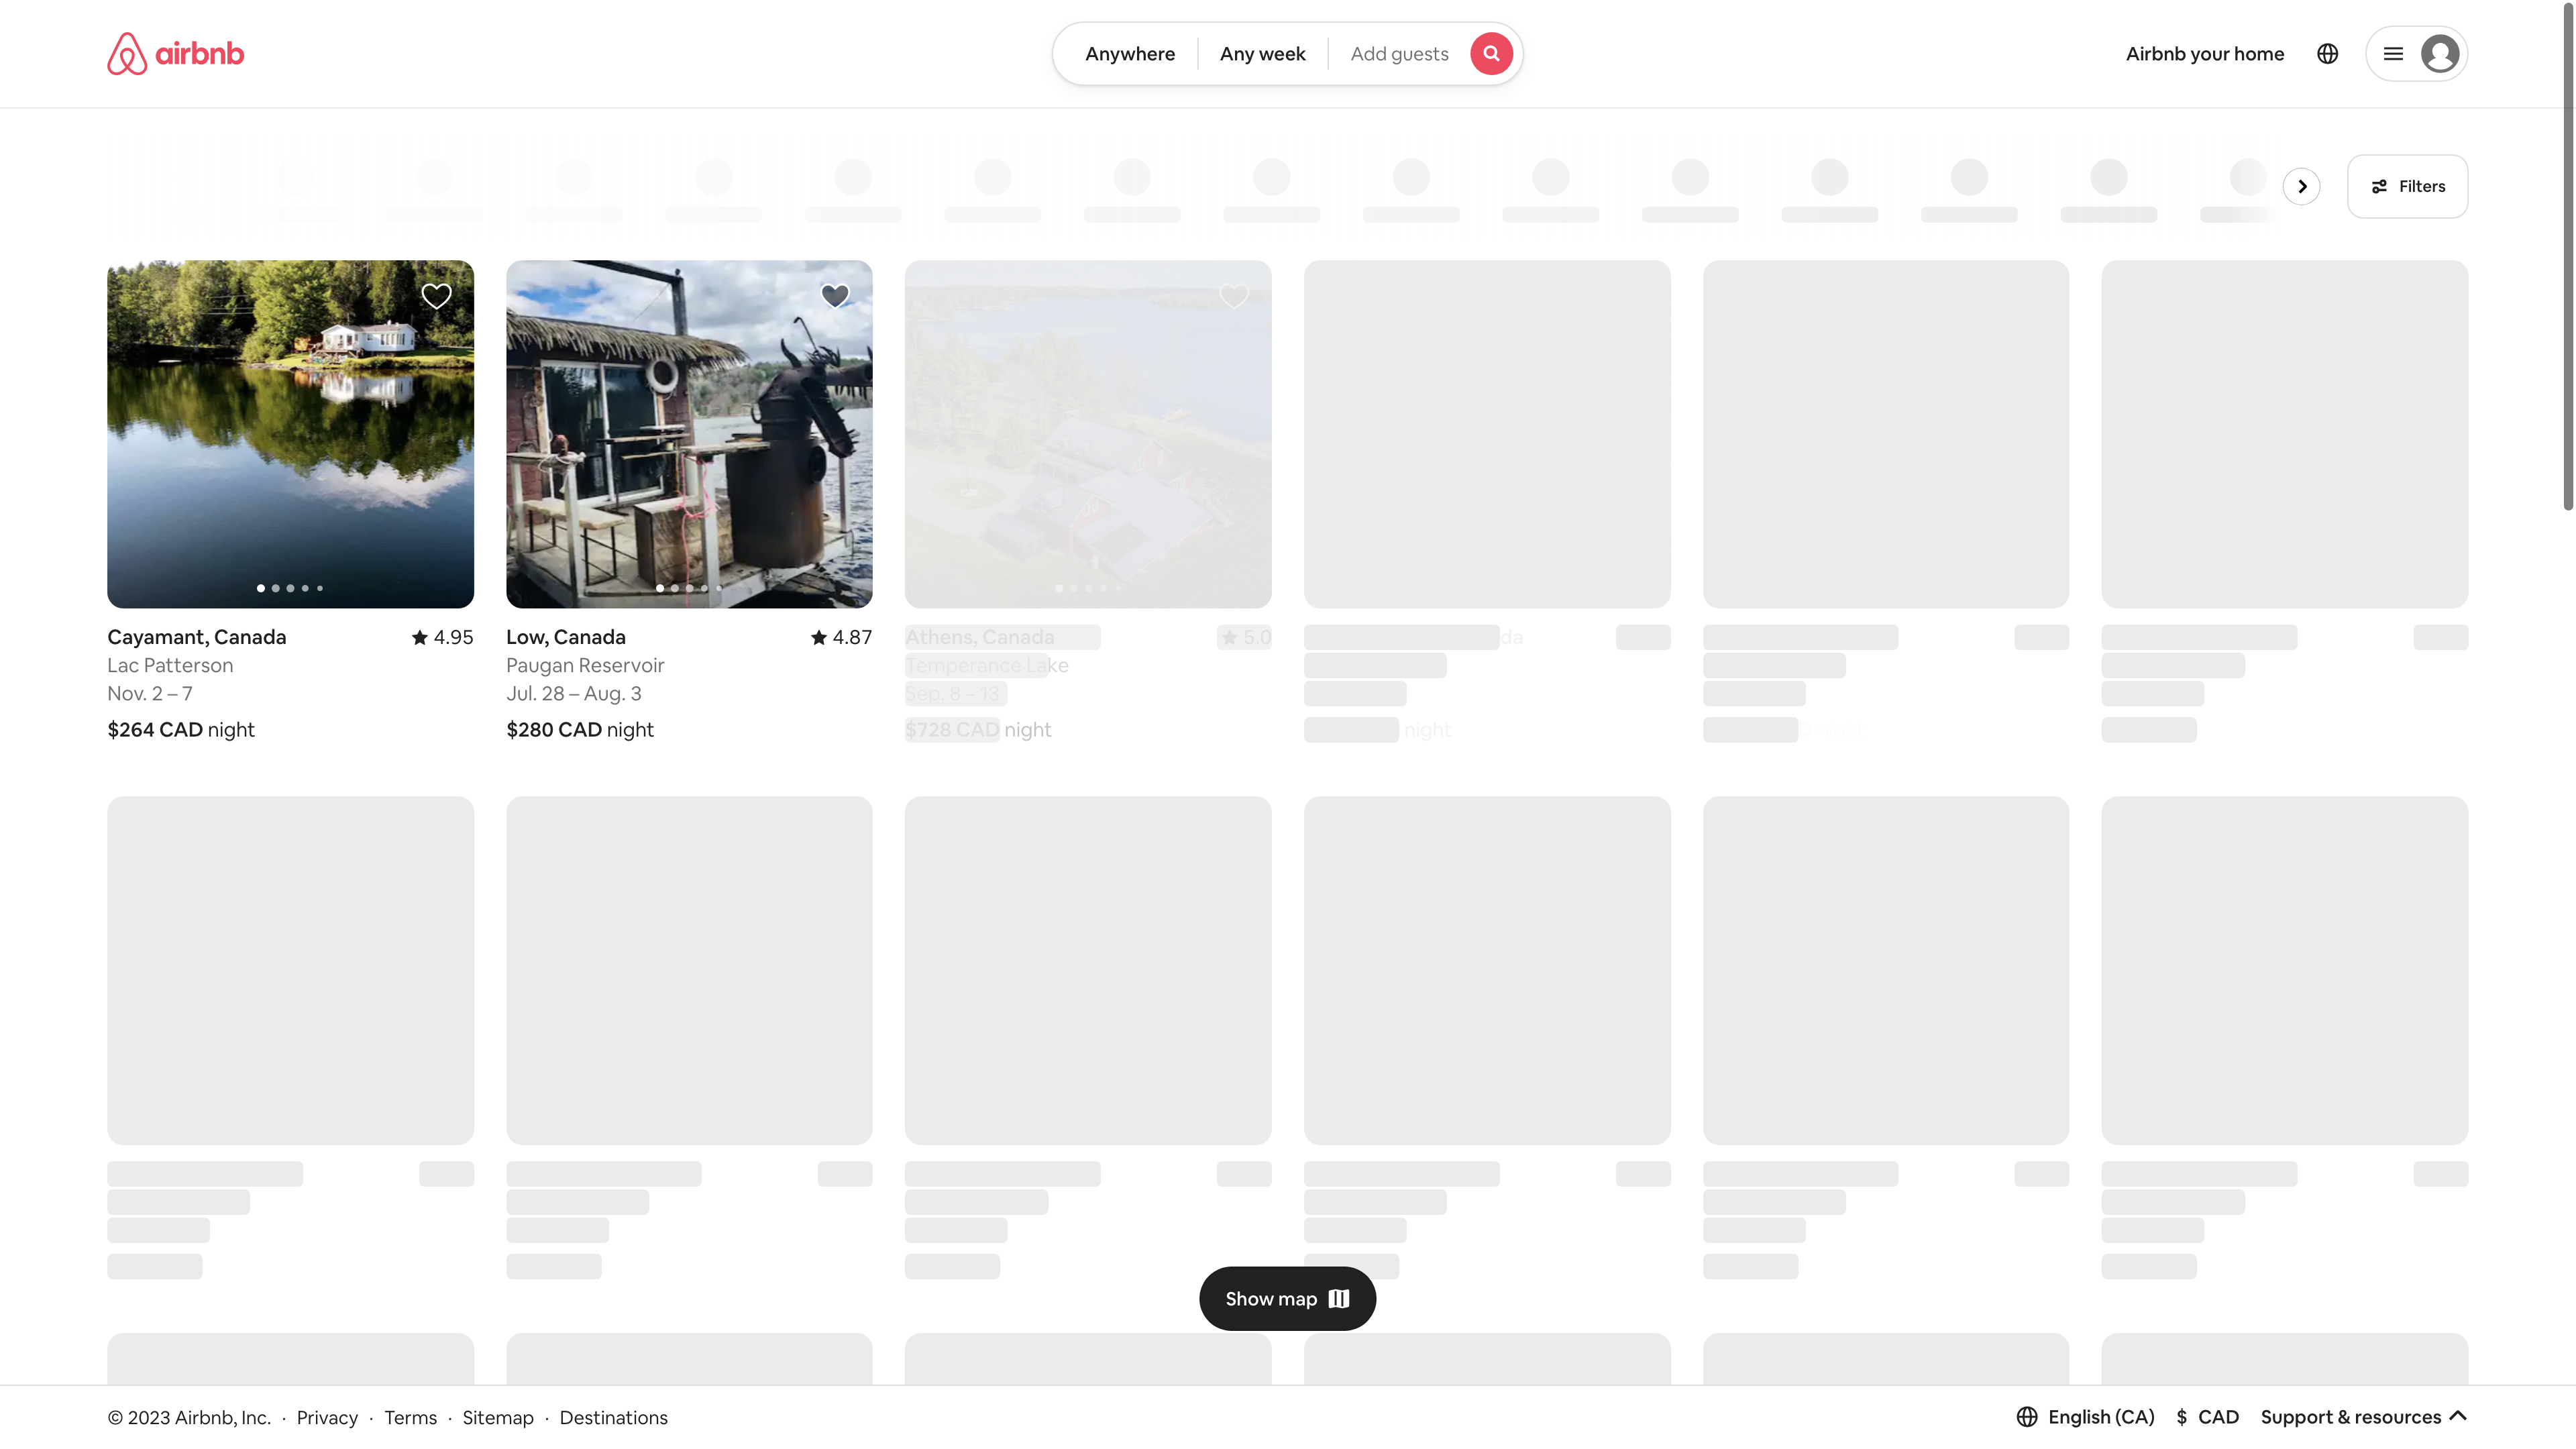 airbnb
Anywhere Any week Add guests
Airbnb your home
Filters
Cayamant, Canada 4.95
Lac Patterson
Nov. 2 – 7
$264 CAD night
Low, Canada 4.87
Paugan Reservoir
Jul. 28 – Aug. 3
$280 CAD night
Athens, Canada 5.0
Temperance Lake
Sep. 8 – 13
$728 CAD night
night
night
Show map
© 2023 Airbnb, Inc. · Privacy · Terms · Sitemap · Destinations
English (CA) $ CAD Support & resources